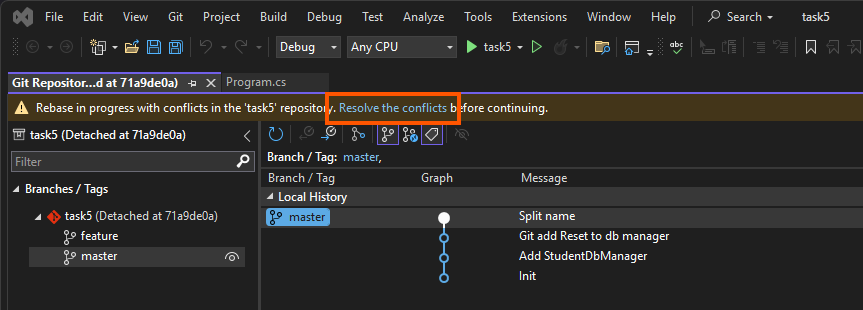 File Edit View Git Project Build Debug Test Analyze Tools Extensions Window Help Search task5
Debug Any CPU task5
Git Repositor...d at 71a9de0a) Program.cs
Rebase in progress with conflicts in the 'task5' repository. Resolve the conflicts before continuing.
task5 (Detached at 71a9de0a)
Filter
Branches / Tags
task5 (Detached at 71a9de0a)
feature
master
Branch / Tag: master,
Branch / Tag Graph Message
Local History
master Split name
Git add Reset to db manager
Add StudentDbManager
Init